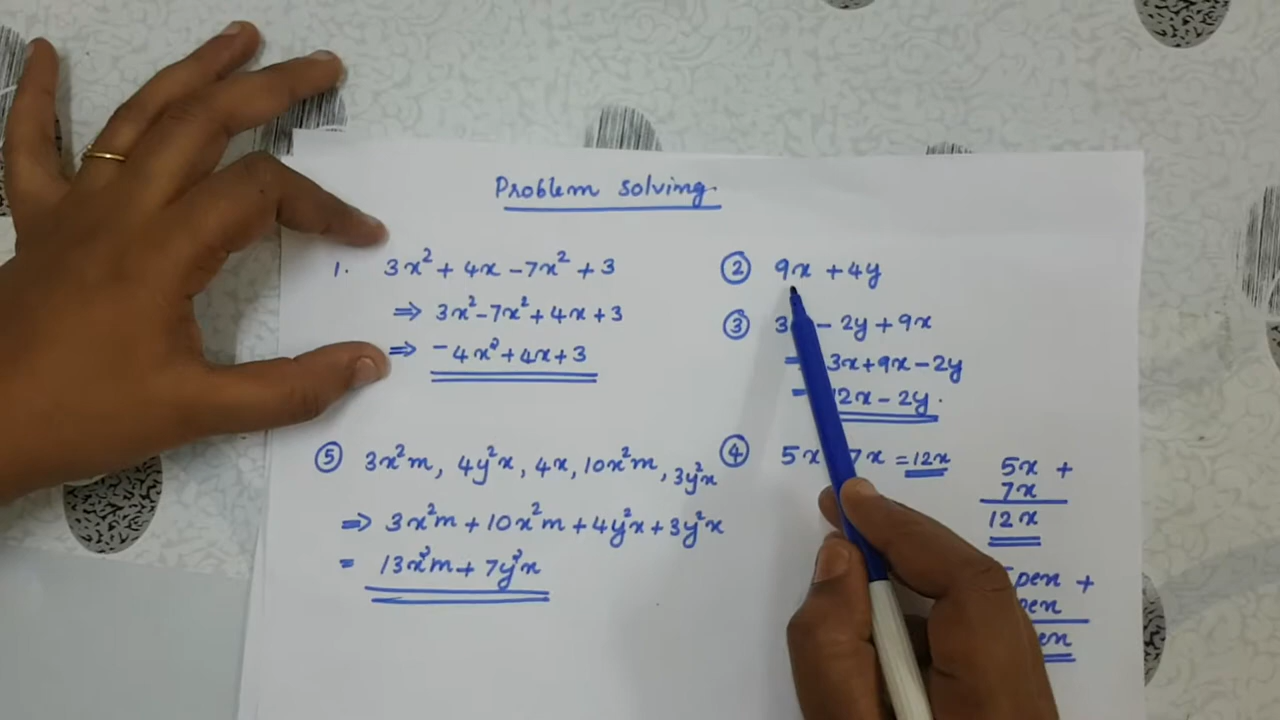 Problem solving.
1. 3x² + 4x - 7x² + 3
⇒ 3x² - 7x² + 4x + 3
⇒ -4x² + 4x + 3
② 9x + 4y
③ 3 - 2y + 9x
= 3x + 9x - 2y
= 12x - 2y.
④ 5x 7x = 12x
5x +
7x
12x
pen +
pen
en
⑤ 3x²m, 4y²x, 4x, 10x²m, 3y²x
⇒ 3x²m + 10x²m + 4y²x + 3y²x
= 13x²m + 7y²x